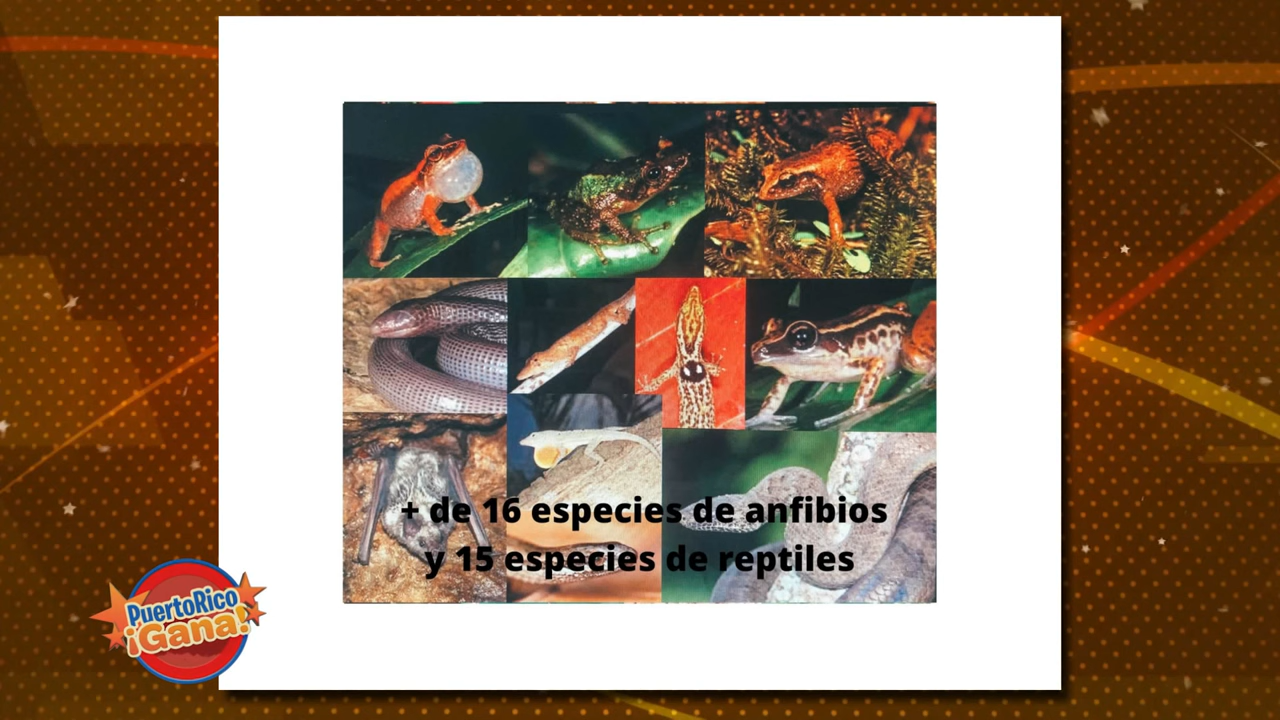 + de 16 especies de anfibios
y 15 especies de reptiles
PuertoRico
¡Gana!